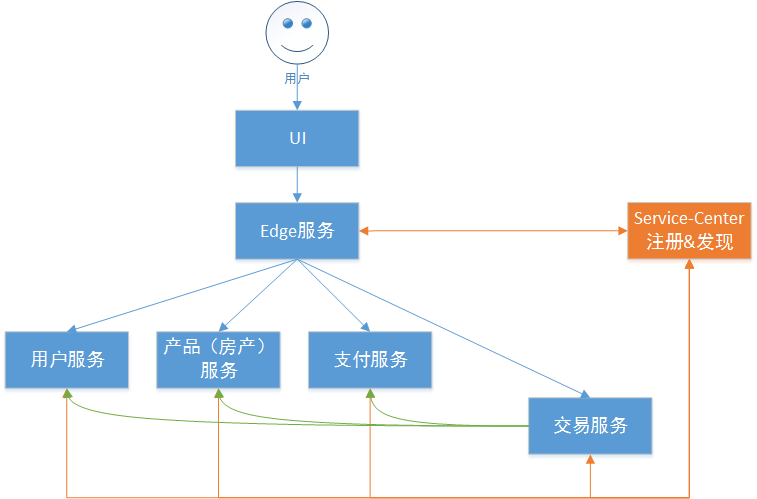 用户
UI
Edge服务
Service-Center
注册&发现
用户服务
产品（房产）
服务
支付服务
交易服务